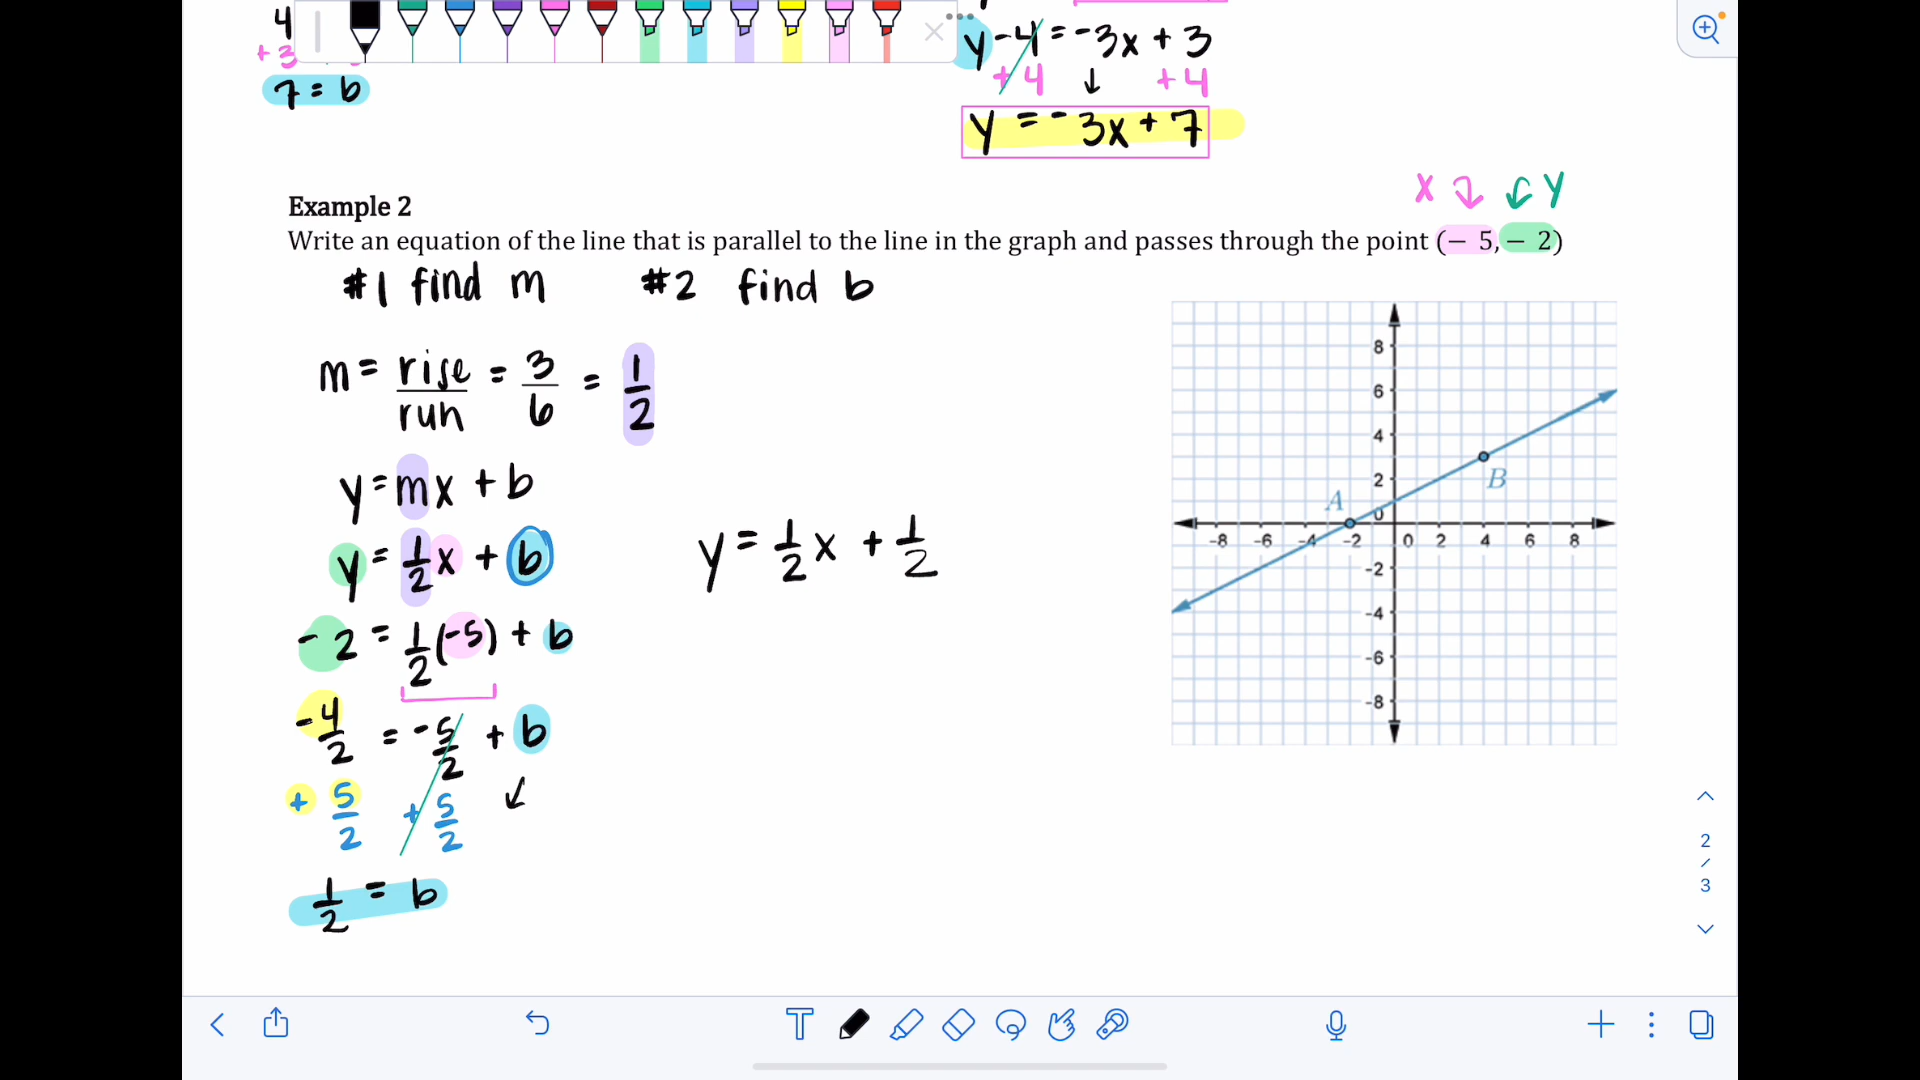 4
+ 3
7 = b
y - 4 = -3x + 3
+ 4 ↓ + 4
y = -3x + 7
x y
Example 2
Write an equation of the line that is parallel to the line in the graph and passes through the point (− 5, − 2)
#1 find m #2 find b
m = rise/run = 3/6 = 1/2
y = mx + b
y = 1/2x + b
y = 1/2x + 1/2
-2 = 1/2(-5) + b
-4/2 = -5/2 + b
+ 5/2 + 5/2
1/2 = b
8
6
4
2
0
A
B
-8 -6 -4 -2 0 2 4 6 8
-2
-4
-6
-8
2
/
3
T